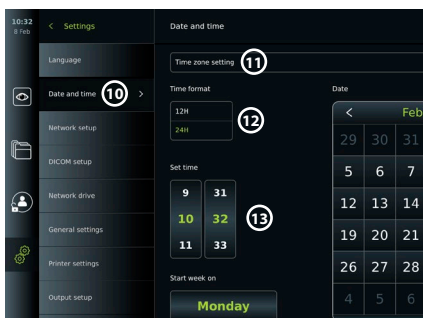 10:32
8 Feb
< Settings
Language
Date and time 10 >
Network setup
DICOM setup
Network drive
General settings
Printer settings
Output setup
Date and time
Time zone setting 11
Time format
12H
24H
12
Set time
9 31
10 32
11 33
13
Start week on
Monday
Date
< Feb
29 30 31
5 6 7
12 13 14
19 20 21
26 27 28
4 5 6